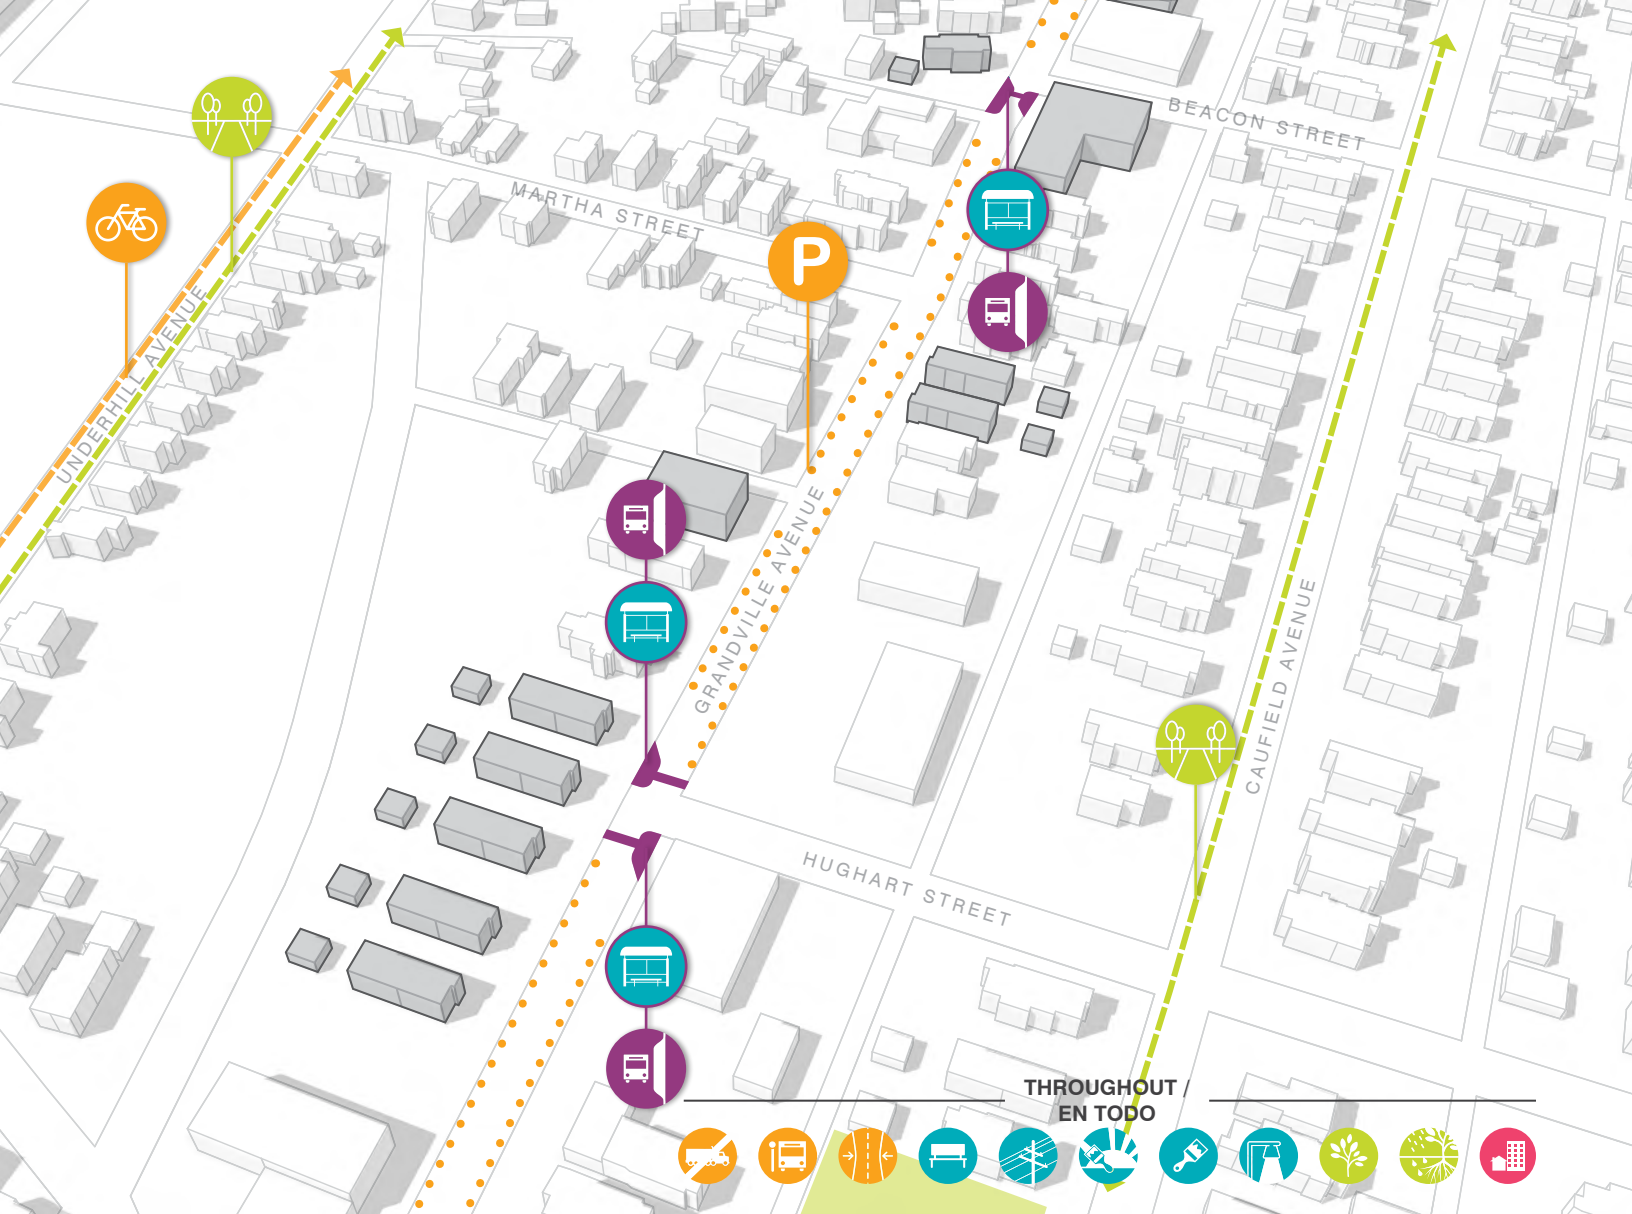 BEACON STREET
MARTHA STREET
P
UNDERHILL AVENUE
GRANDVILLE AVENUE
CAUFIELD AVENUE
HUGHART STREET
THROUGHOUT /
EN TODO